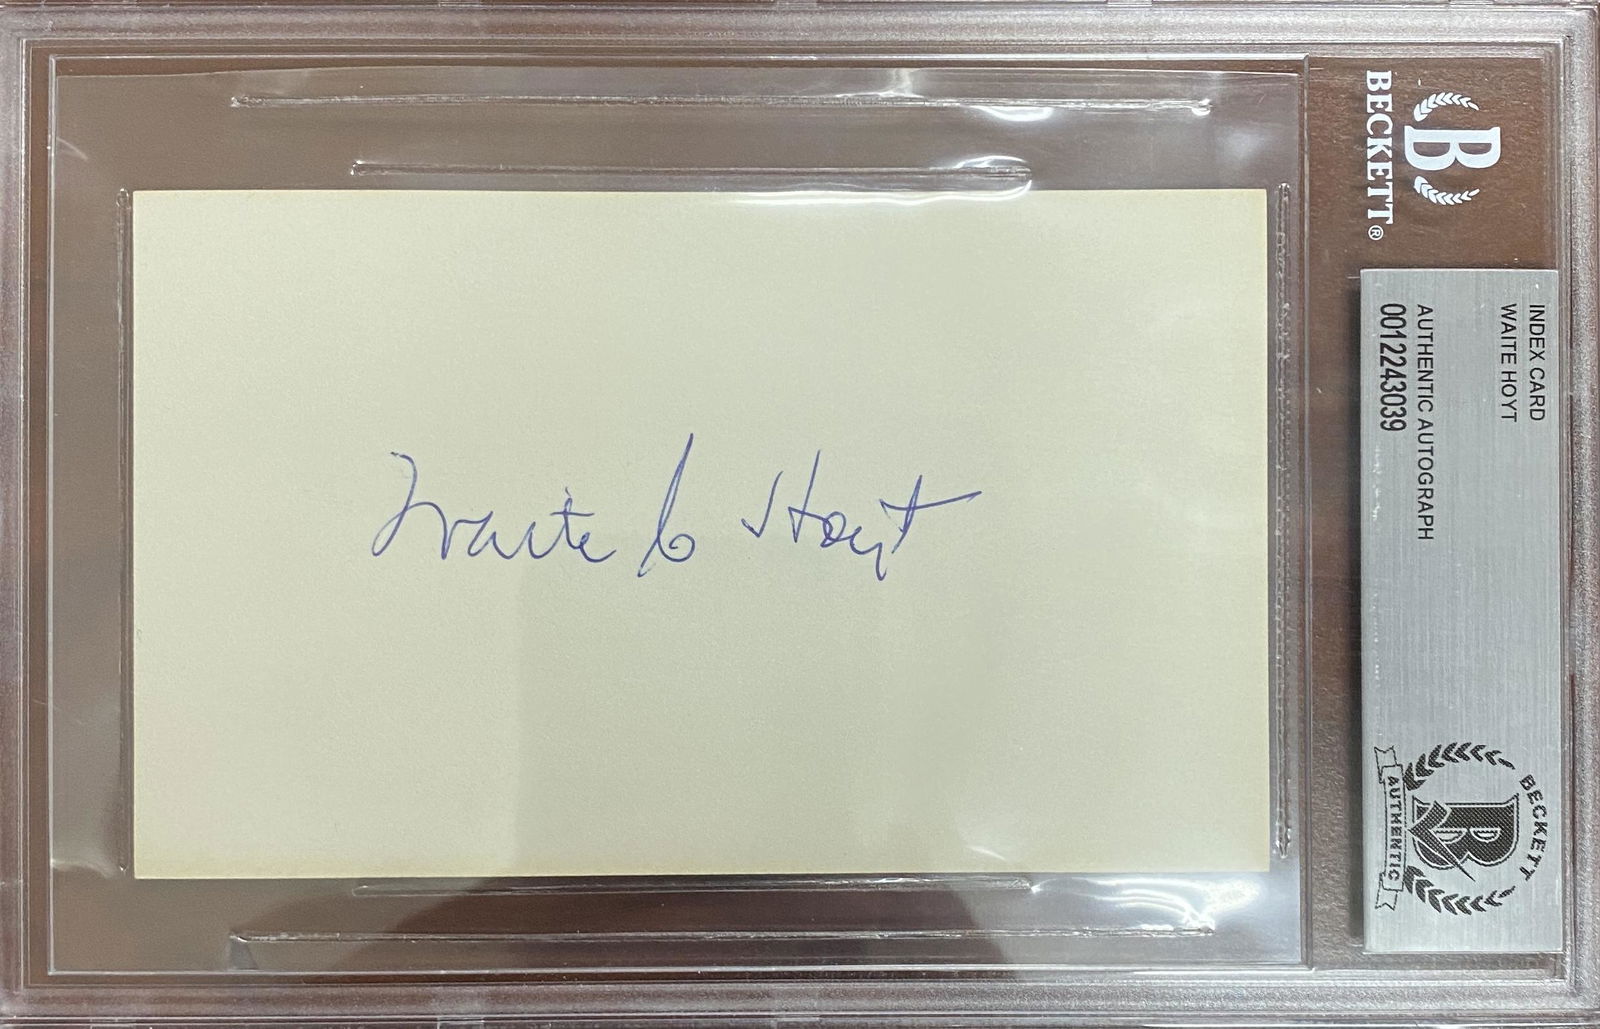 Waite C Hoyt
BECKETT®
INDEX CARD
WAITE HOYT
AUTHENTIC AUTOGRAPH
0012243039
BECKETT
B
AUTHENTIC
B